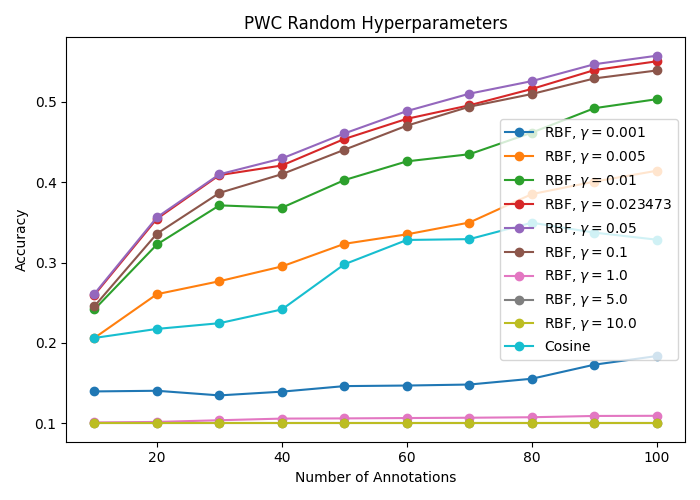 PWC Random Hyperparameters
Accuracy
0.5
0.4
0.3
0.2
0.1
20
40
60
80
100
Number of Annotations
RBF, γ = 0.001
RBF, γ = 0.005
RBF, γ = 0.01
RBF, γ = 0.023473
RBF, γ = 0.05
RBF, γ = 0.1
RBF, γ = 1.0
RBF, γ = 5.0
RBF, γ = 10.0
Cosine